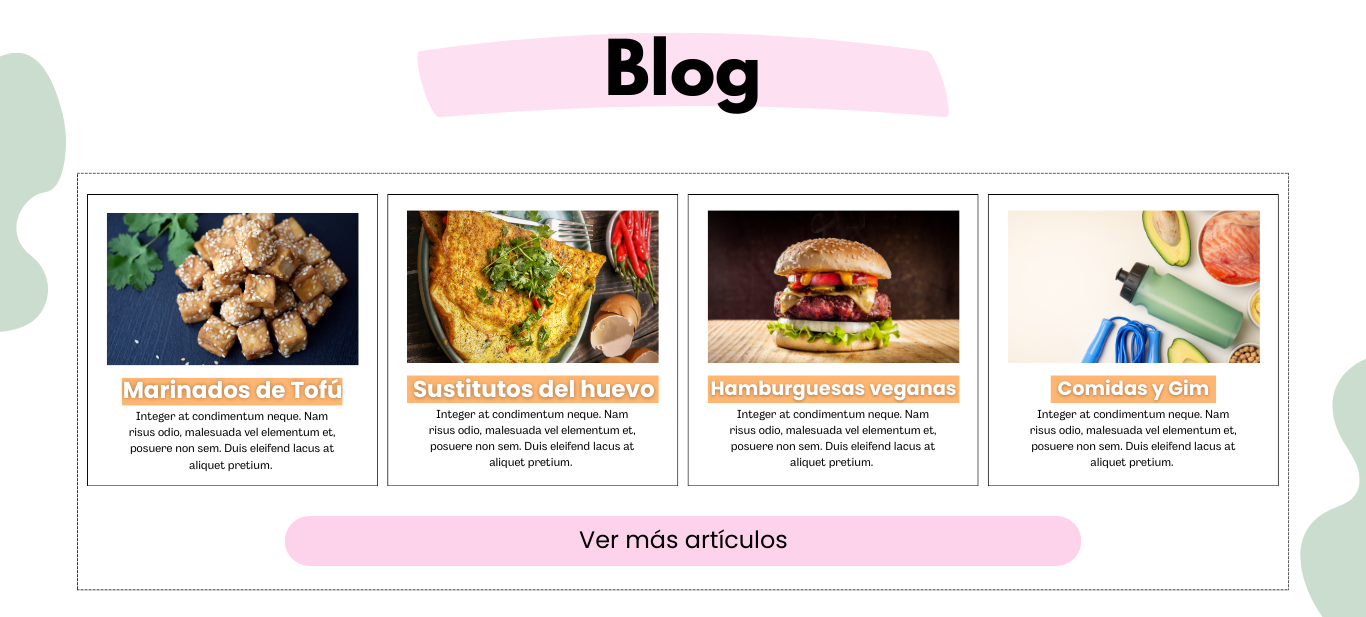 Blog
Marinados de Tofú
Integer at condimentum neque. Nam
risus odio, malesuada vel elementum et,
posuere non sem. Duis eleifend lacus at
aliquet pretium.
Sustitutos del huevo
Integer at condimentum neque. Nam
risus odio, malesuada vel elementum et,
posuere non sem. Duis eleifend lacus at
aliquet pretium.
Hamburguesas veganas
Integer at condimentum neque. Nam
risus odio, malesuada vel elementum et,
posuere non sem. Duis eleifend lacus at
aliquet pretium.
Comidas y Gim
Integer at condimentum neque. Nam
risus odio, malesuada vel elementum et,
posuere non sem. Duis eleifend lacus at
aliquet pretium.
Ver más artículos